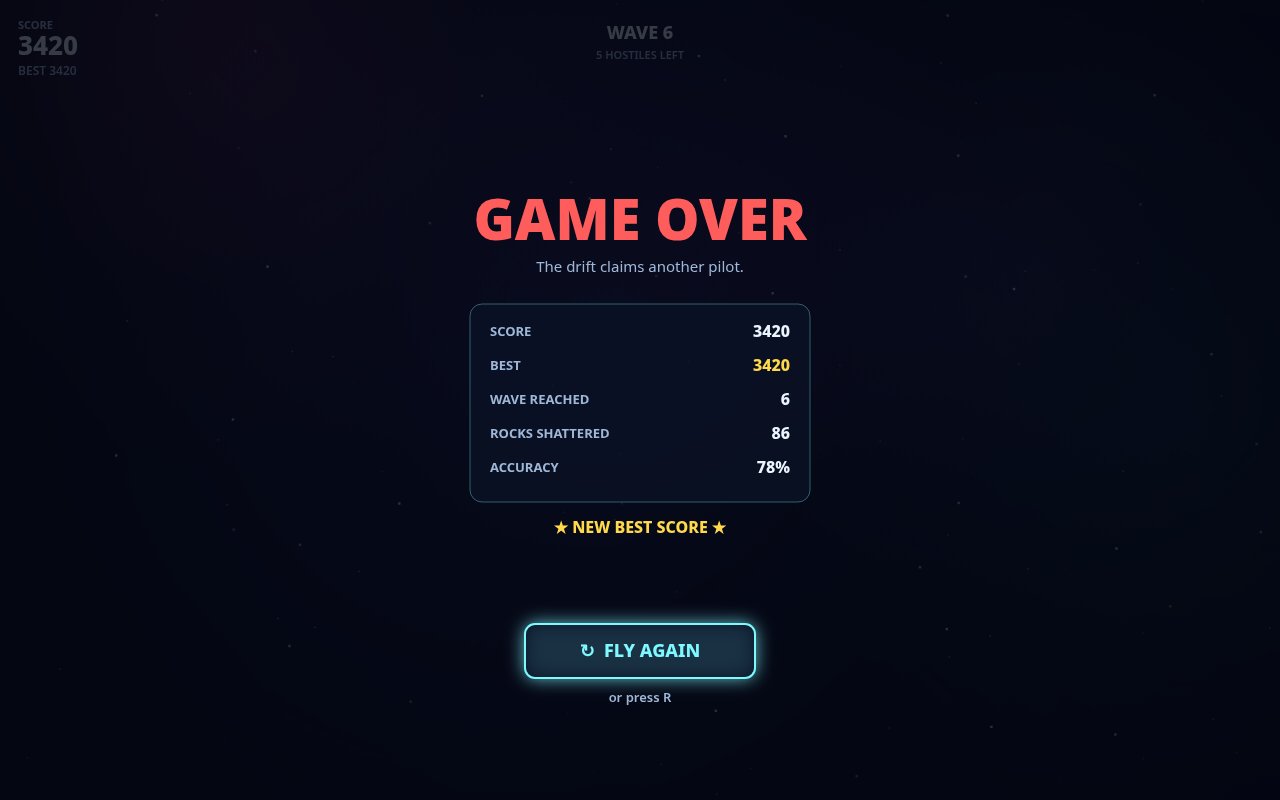 SCORE
3420
BEST 3420
WAVE 6
5 HOSTILES LEFT
GAME OVER
The drift claims another pilot.
SCORE 3420
BEST 3420
WAVE REACHED 6
ROCKS SHATTERED 86
ACCURACY 78%
★ NEW BEST SCORE ★
↻ FLY AGAIN
or press R